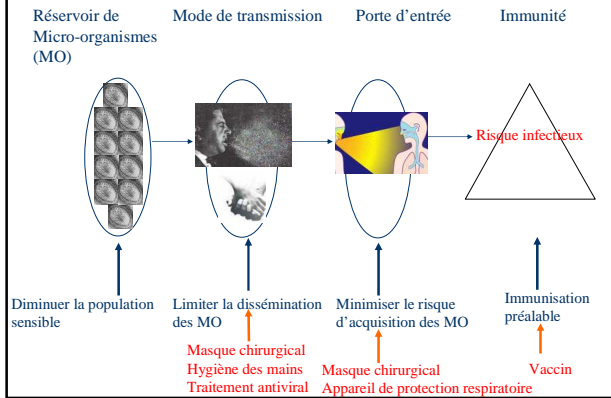 Réservoir de
Micro-organismes
(MO)
Mode de transmission
Porte d'entrée
Immunité
Risque infectieux
Diminuer la population
sensible
Limiter la dissémination
des MO
Minimiser le risque
d'acquisition des MO
Immunisation
préalable
Masque chirurgical
Hygiène des mains
Traitement antiviral
Masque chirurgical
Appareil de protection respiratoire
Vaccin